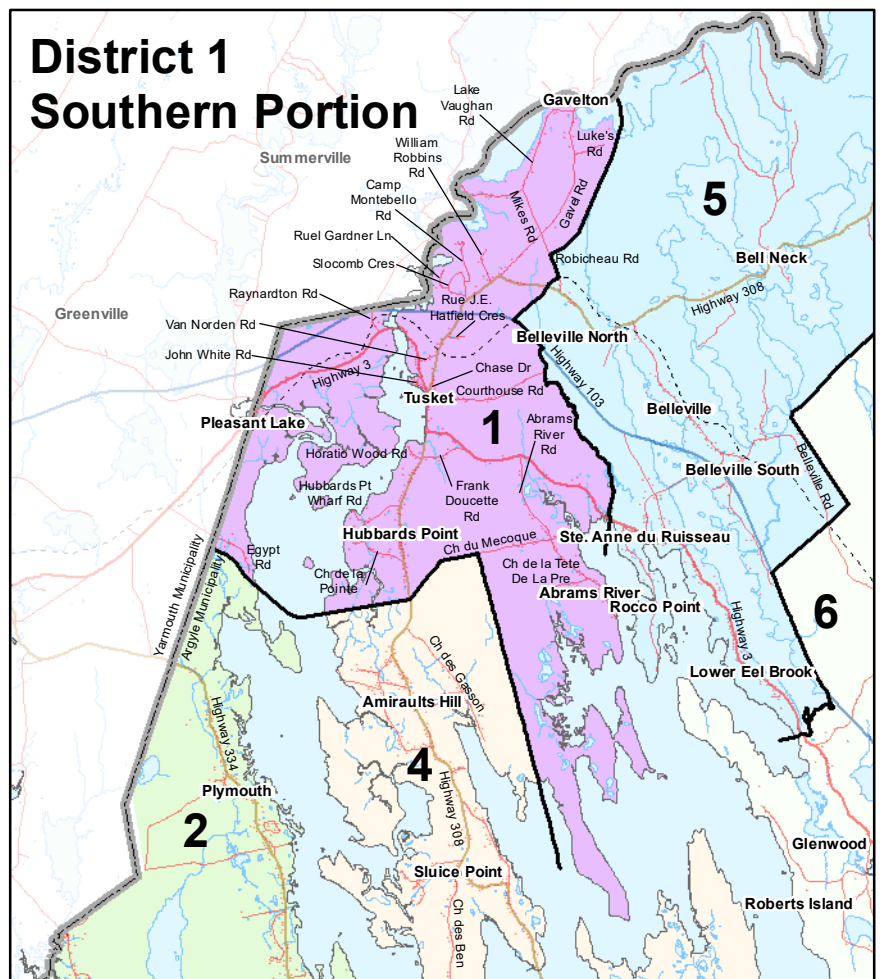 District 1
Southern Portion
Lake
Vaughan
Rd
Gavelton
Luke's
Rd
William
Robbins
Rd
Summerville
Camp
Montebello
Rd
Mikes Rd
Gavel Rd
5
Ruel Gardner Ln
Slocomb Cres
Robicheau Rd
Bell Neck
Raynardton Rd
Rue J.E.
Hatfield Cres
Highway 308
Greenville
Van Norden Rd
Belleville North
John White Rd
Highway 3
Chase Dr
Highway 103
Courthouse Rd
Tusket
Belleville
Pleasant Lake
1
Abrams
River
Rd
Horatio Wood Rd
Belleville South
Belleville Rd
Hubbards Pt
Wharf Rd
Frank
Doucette
Rd
Hubbards Point
Ch du Mecoque
Ste. Anne du Ruisseau
Egypt
Rd
Ch de la
Pointe
Ch de la Tete
De La Pre
Abrams River
Rocco Point
Yarmouth Municipality
Argyle Municipality
6
Highway 3
Ch des Gasson
Lower Eel Brook
Amiraults Hill
Highway 334
4
Highway 308
Plymouth
2
Glenwood
Sluice Point
Roberts Island
Ch des Ben